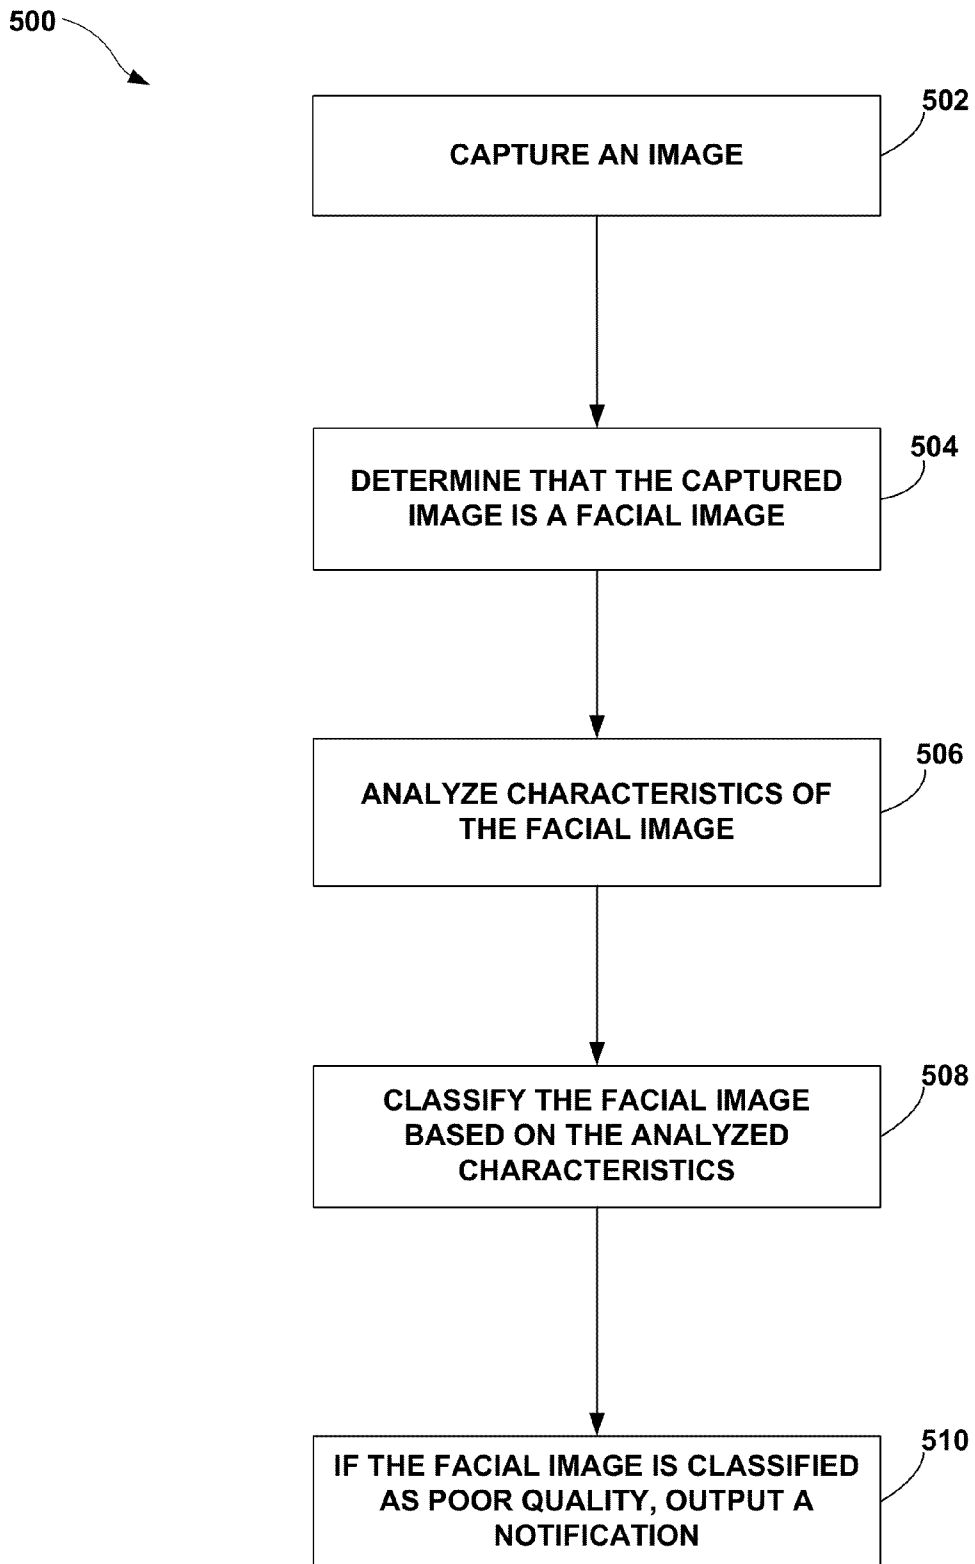 500
502
CAPTURE AN IMAGE
504
DETERMINE THAT THE CAPTURED
IMAGE IS A FACIAL IMAGE
506
ANALYZE CHARACTERISTICS OF
THE FACIAL IMAGE
508
CLASSIFY THE FACIAL IMAGE
BASED ON THE ANALYZED
CHARACTERISTICS
510
IF THE FACIAL IMAGE IS CLASSIFIED
AS POOR QUALITY, OUTPUT A
NOTIFICATION